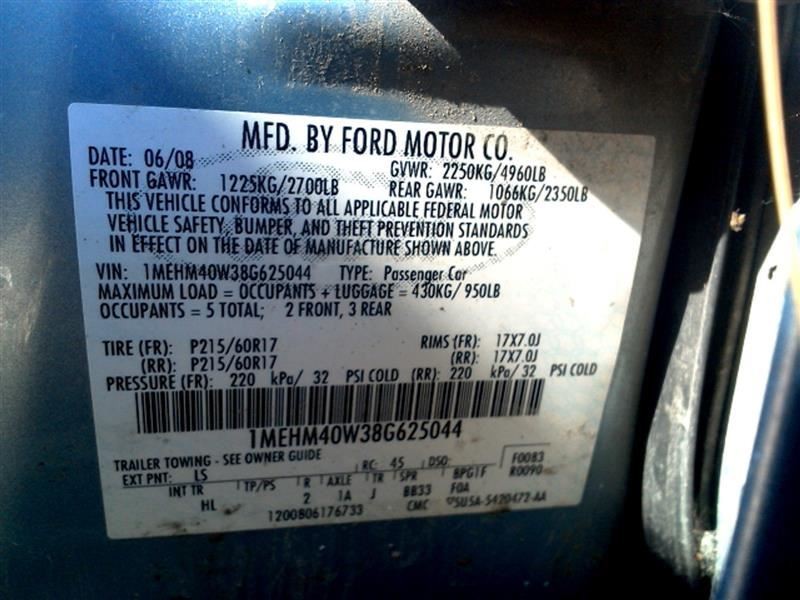 MFD. BY FORD MOTOR CO.
DATE: 06/08 GVWR: 2250KG/4960LB
FRONT GAWR: 1225KG/2700LB REAR GAWR: 1066KG/2350LB
THIS VEHICLE CONFORMS TO ALL APPLICABLE FEDERAL MOTOR
VEHICLE SAFETY, BUMPER, AND THEFT PREVENTION STANDARDS
IN EFFECT ON THE DATE OF MANUFACTURE SHOWN ABOVE.
VIN: 1MEHM40W38G625044 TYPE: Passenger Car
MAXIMUM LOAD = OCCUPANTS + LUGGAGE = 430KG/ 950LB
OCCUPANTS = 5 TOTAL; 2 FRONT, 3 REAR
TIRE (FR): P215/60R17 RIMS (FR): 17X7.0J
(RR): P215/60R17 (RR): 17X7.0J
PRESSURE (FR): 220 kPa/ 32 PSI COLD (RR): 220 kPa/ 32 PSI COLD
1MEHM40W38G625044
TRAILER TOWING - SEE OWNER GUIDE F0083
EXT PNT: LS RC: 45 DSO: R0090
INT TR TP/PS R AXLE TR SPR BPGTF
HL 2 1A J BB33 FOA
1200806176733 CMC 5U5A-5420472-AA